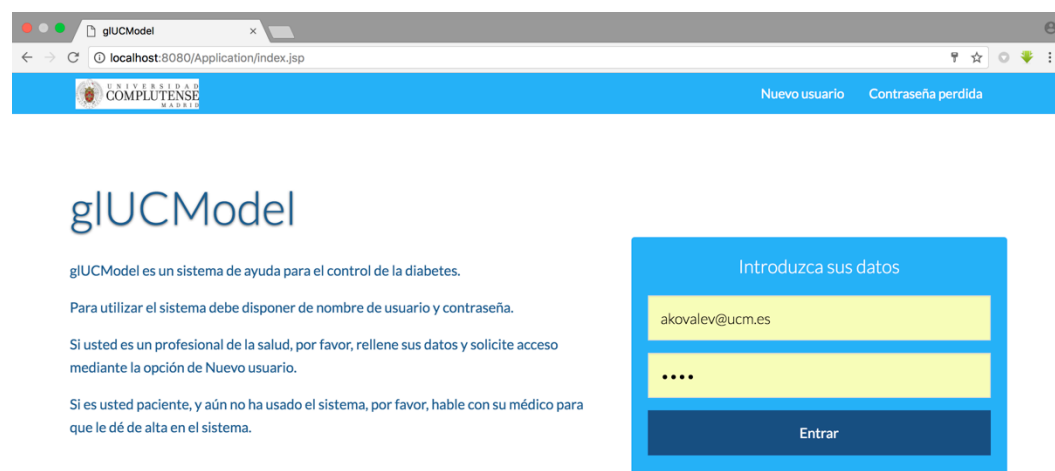 glUCModel
localhost:8080/Application/index.jsp
UNIVERSIDAD
COMPLUTENSE
MADRID
Nuevo usuario Contraseña perdida
glUCModel
glUCModel es un sistema de ayuda para el control de la diabetes.
Para utilizar el sistema debe disponer de nombre de usuario y contraseña.
Si usted es un profesional de la salud, por favor, rellene sus datos y solicite acceso
mediante la opción de Nuevo usuario.
Si es usted paciente, y aún no ha usado el sistema, por favor, hable con su médico para
que le dé de alta en el sistema.
Introduzca sus datos
akovalev@ucm.es
••••
Entrar